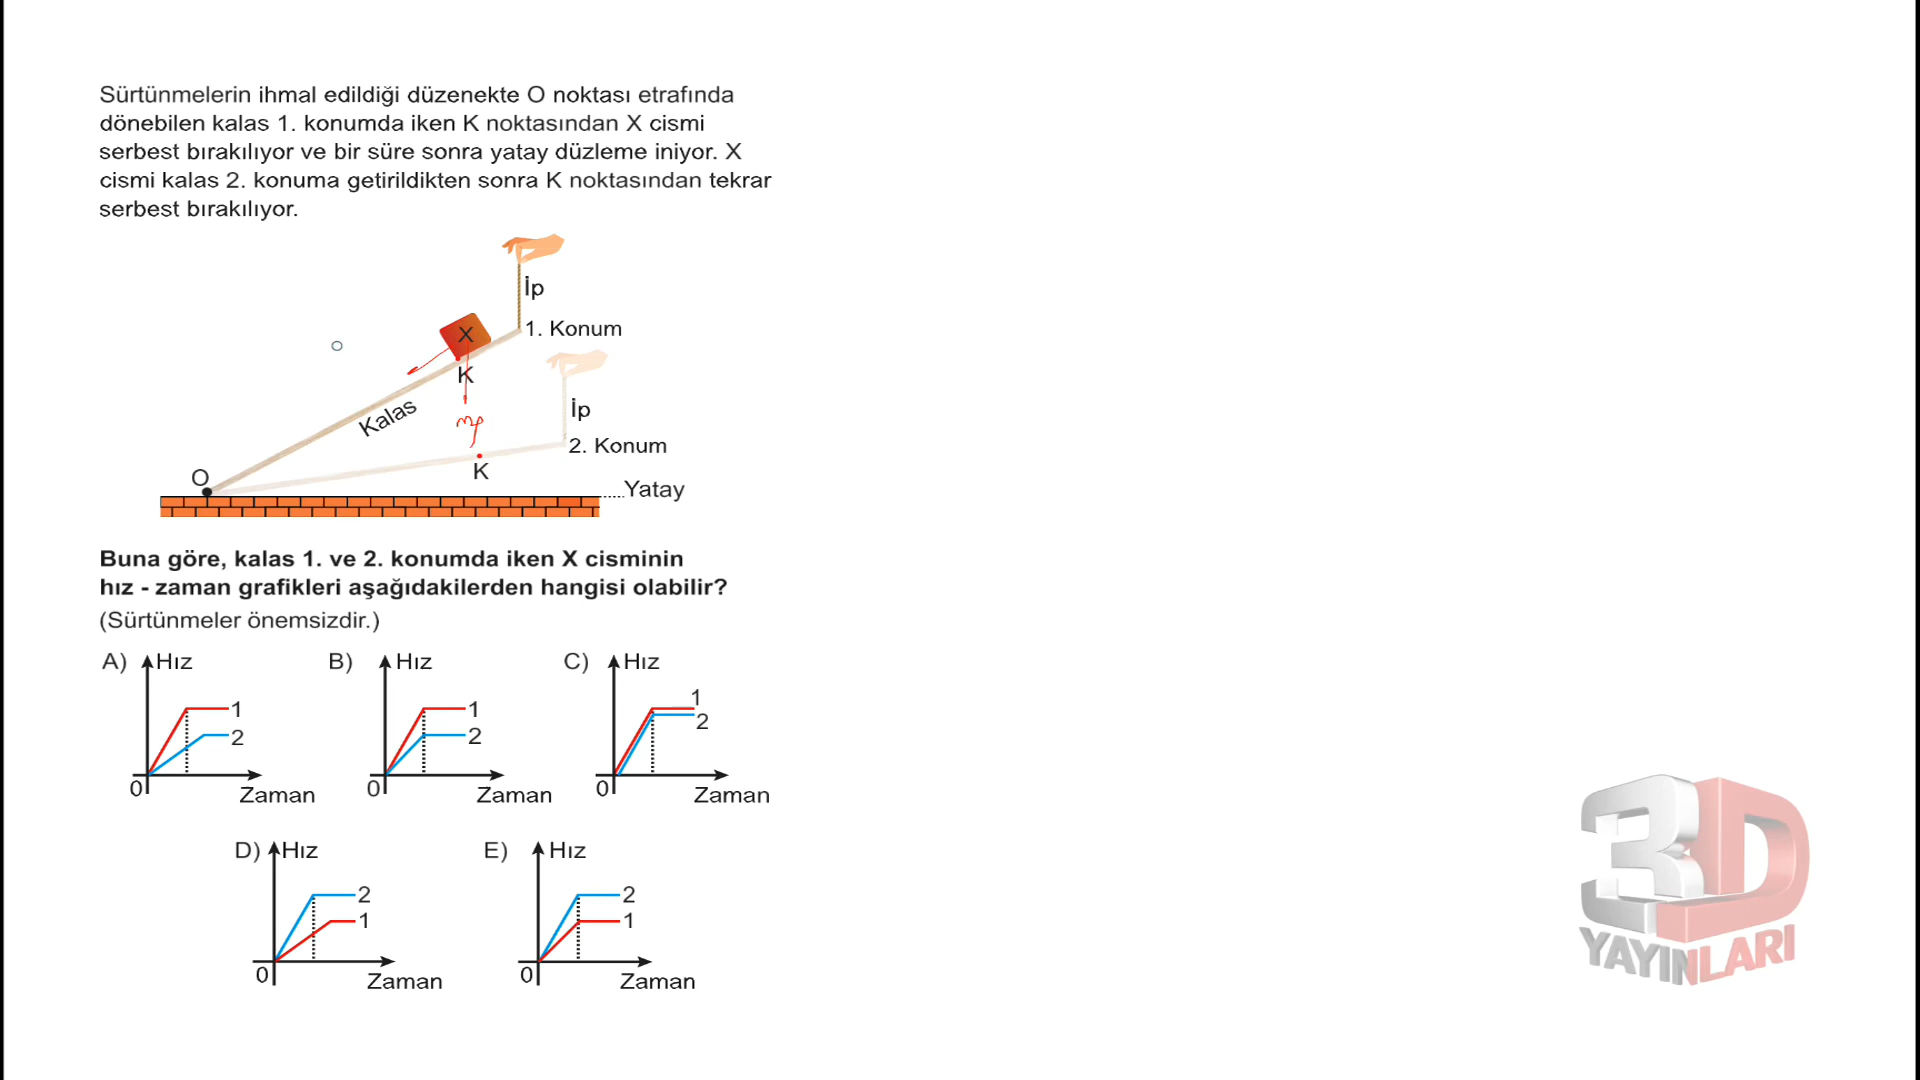 Sürtünmelerin ihmal edildiği düzenekte O noktası etrafında
dönebilen kalas 1. konumda iken K noktasından X cismi
serbest bırakılıyor ve bir süre sonra yatay düzleme iniyor. X
cismi kalas 2. konuma getirildikten sonra K noktasından tekrar
serbest bırakılıyor.
İp
X
1. Konum
K
Kalas
İp
2. Konum
K
O
Yatay
Buna göre, kalas 1. ve 2. konumda iken X cisminin
hız - zaman grafikleri aşağıdakilerden hangisi olabilir?
(Sürtünmeler önemsizdir.)
A) Hız
1
2
0
Zaman
B) Hız
1
2
0
Zaman
C) Hız
1
2
0
Zaman
D) Hız
2
1
0
Zaman
E) Hız
2
1
0
Zaman
3D
YAYINLARI